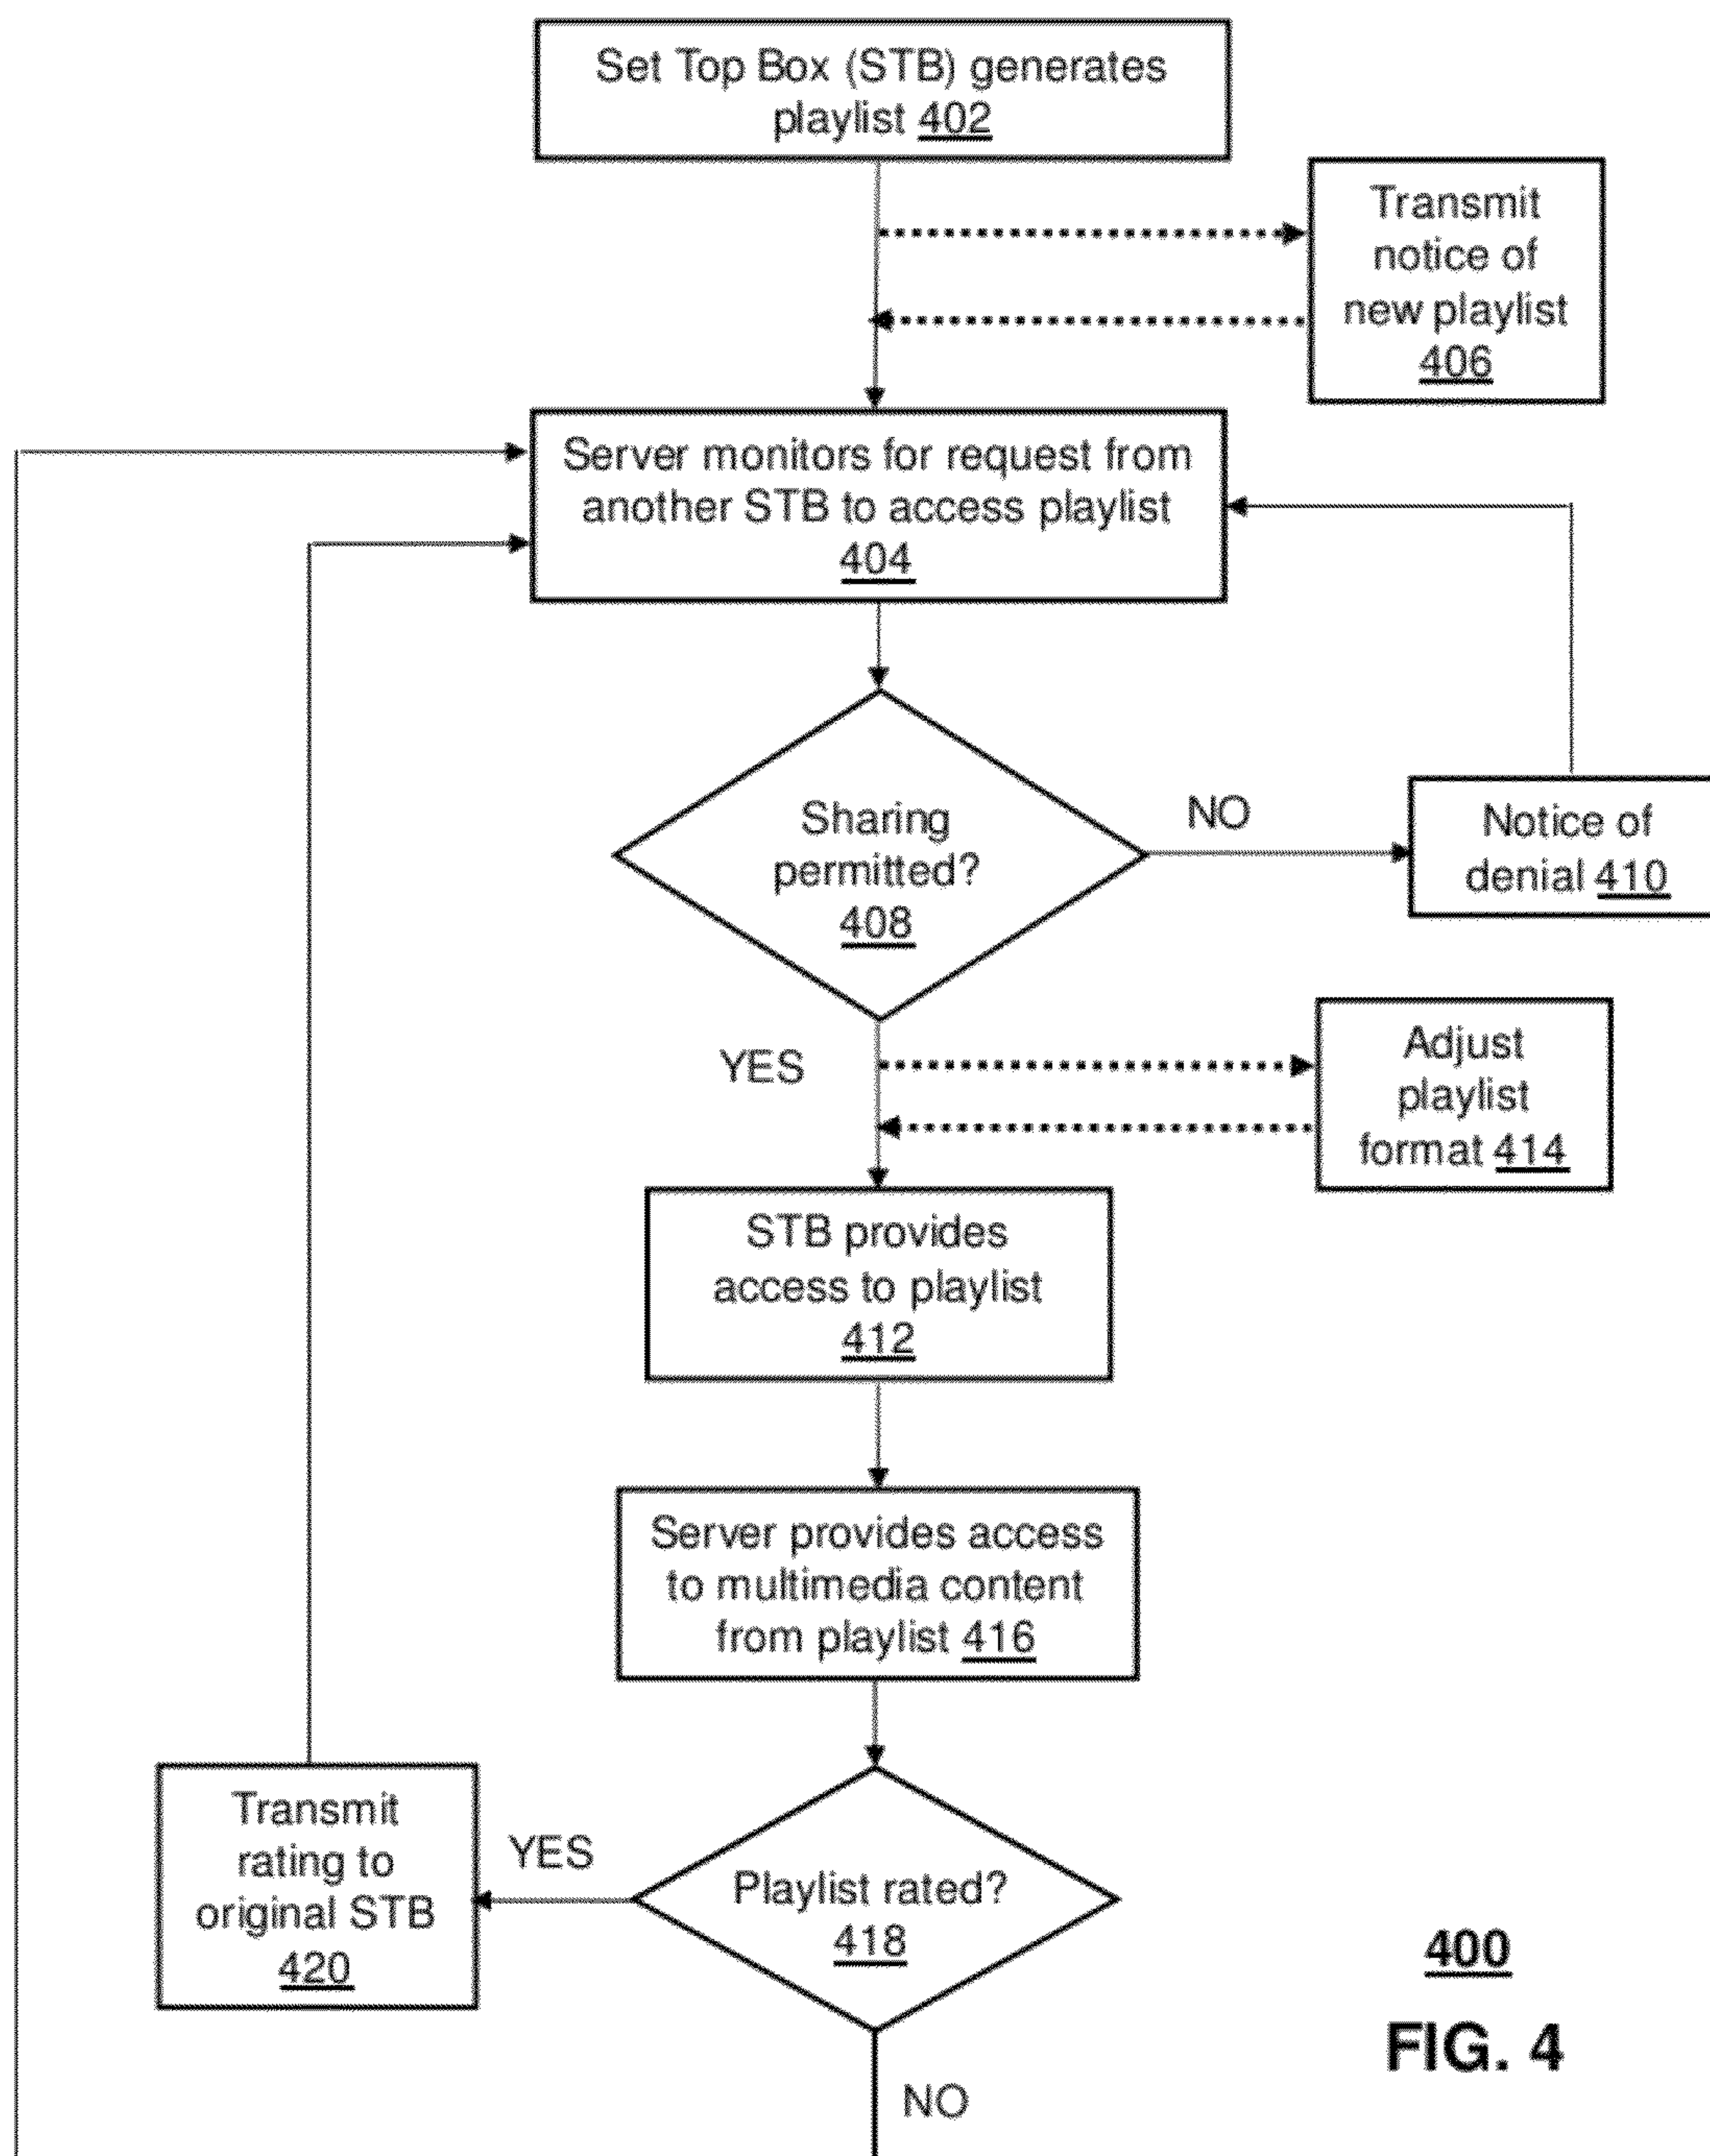 Set Top Box (STB) generates
playlist 402
Transmit
notice of
new playlist
406
Server monitors for request from
another STB to access playlist
404
Sharing
permitted?
408
NO
Notice of
denial 410
YES
Adjust
playlist
format 414
STB provides
access to playlist
412
Server provides access
to multimedia content
from playlist 416
Transmit
rating to
original STB
420
YES
Playlist rated?
418
NO
400
FIG. 4